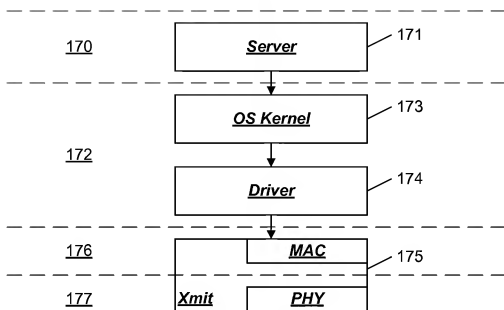 170
Server
171
OS Kernel
173
172
Driver
174
176
MAC
175
177
Xmit
PHY